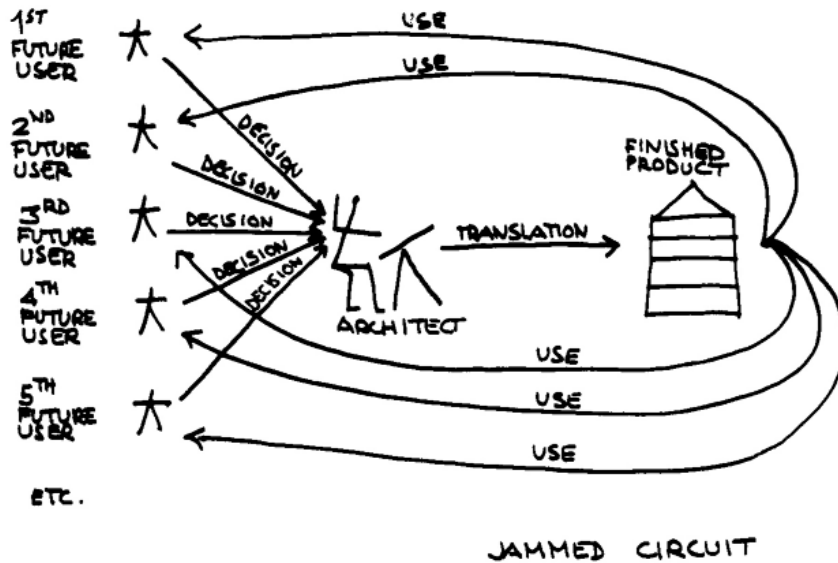 1ST
FUTURE
USER
2ND
FUTURE
USER
3RD
FUTURE
USER
4TH
FUTURE
USER
5TH
FUTURE
USER
ETC.
DECISION
DECISION
DECISION
DECISION
DECISION
ARCHITECT
TRANSLATION
FINISHED
PRODUCT
USE
USE
USE
USE
USE
JAMMED CIRCUIT